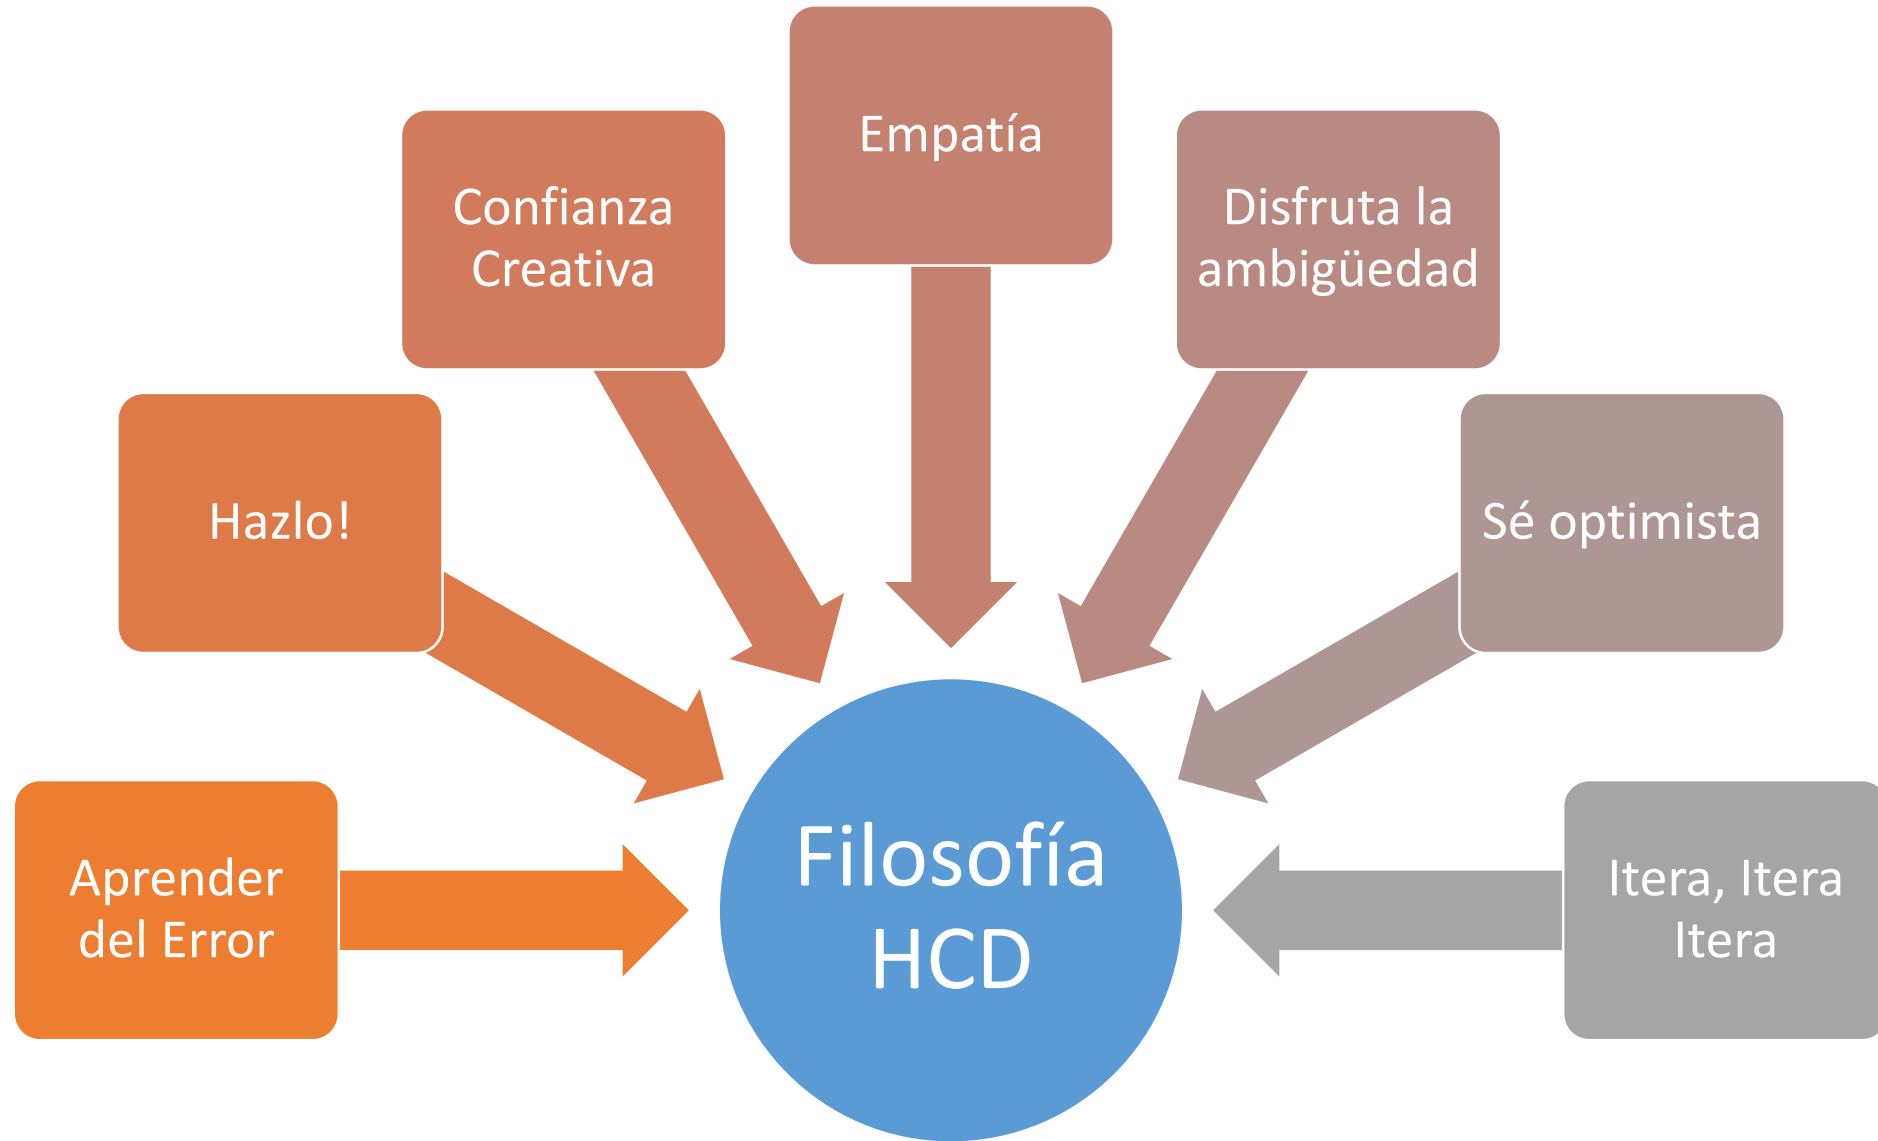 Empatía
Confianza
Creativa
Disfruta la
ambigüedad
Hazlo!
Sé optimista
Aprender
del Error
Filosofía
HCD
Itera, Itera
Itera